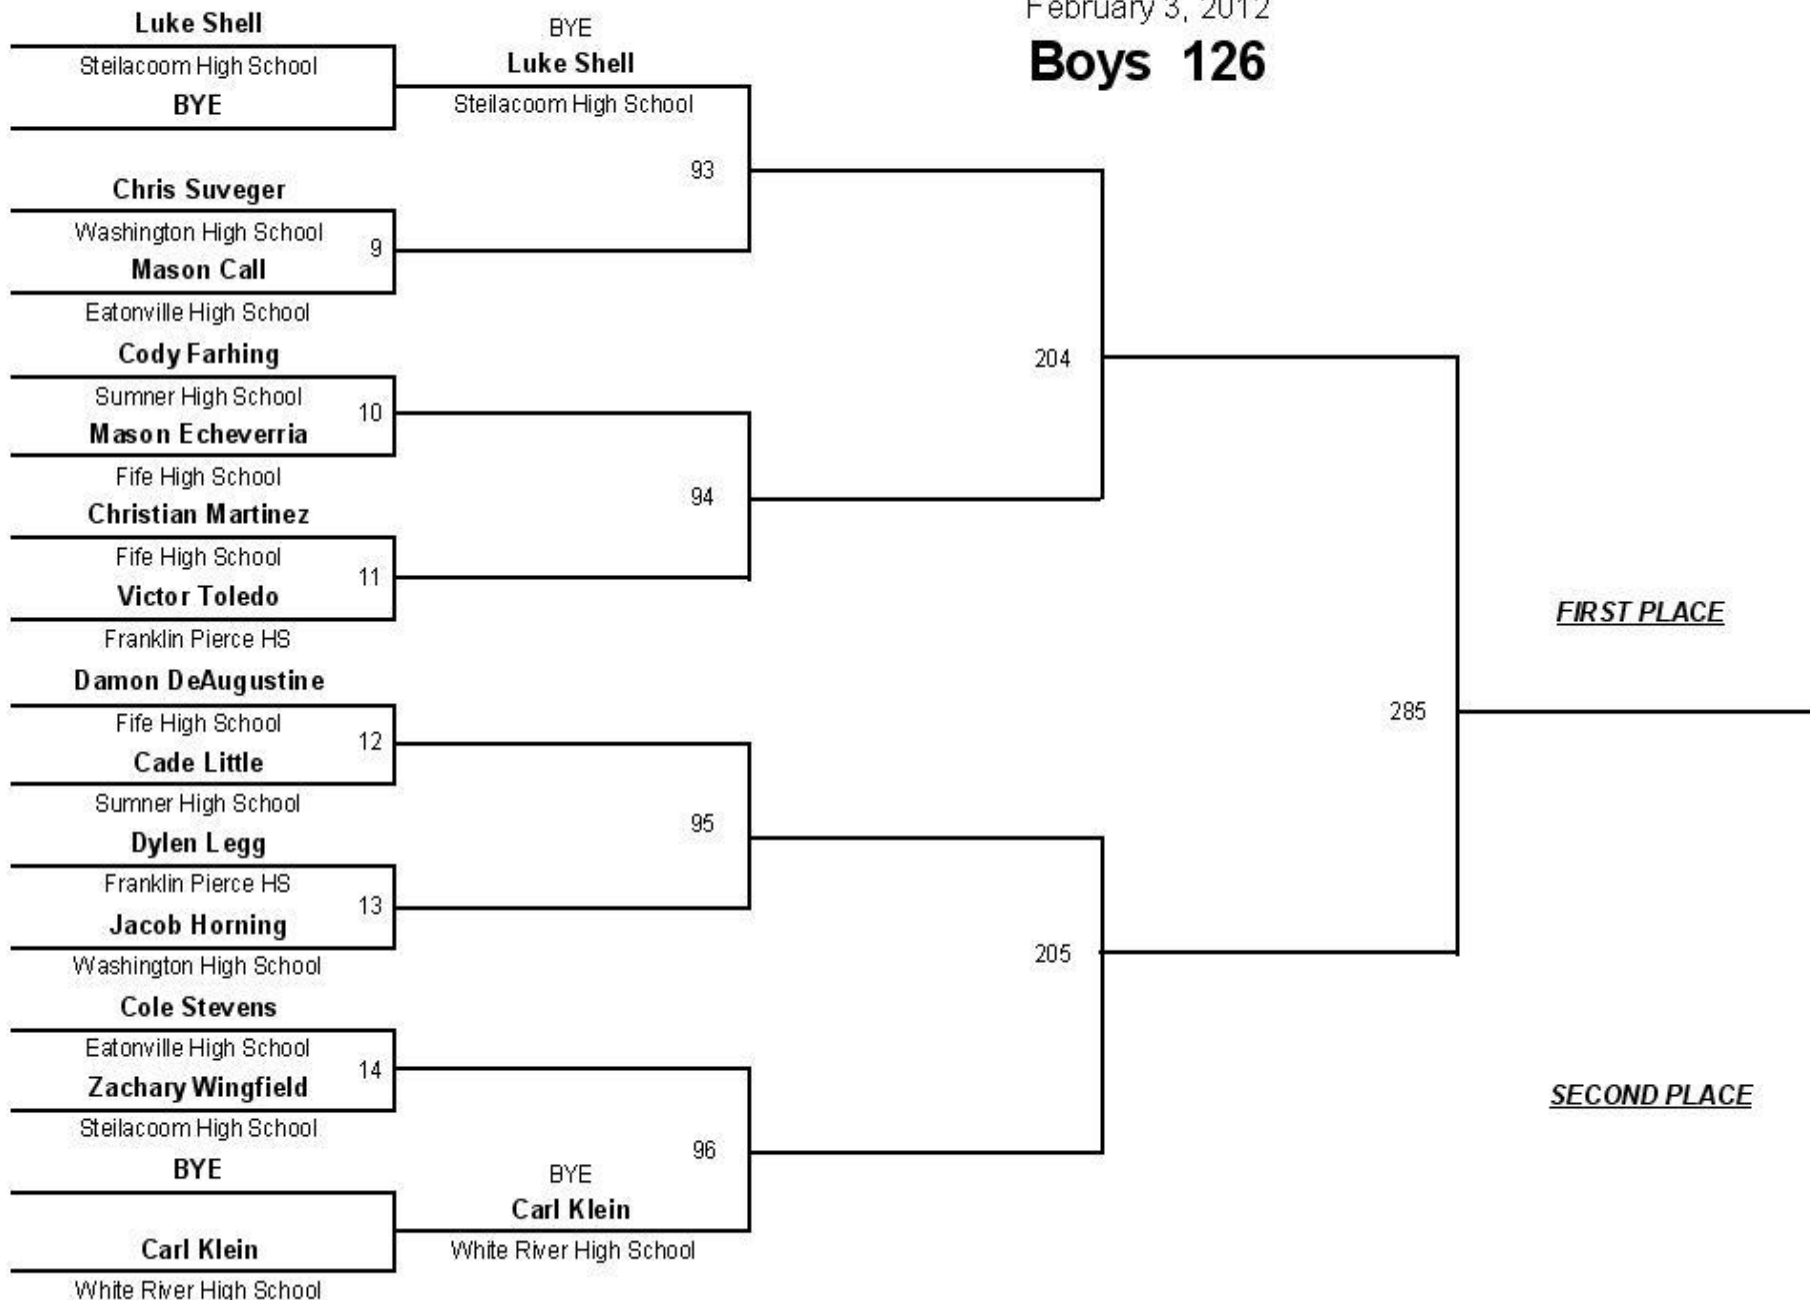 February 3, 2012
Boys 126
Luke Shell
Steilacoom High School
BYE
Chris Suveger
Washington High School
9
Mason Call
Eatonville High School
Cody Farhing
Sumner High School
10
Mason Echeverria
Fife High School
Christian Martinez
Fife High School
11
Victor Toledo
Franklin Pierce HS
Damon DeAugustine
Fife High School
12
Cade Little
Sumner High School
Dylen Legg
Franklin Pierce HS
13
Jacob Horning
Washington High School
Cole Stevens
Eatonville High School
14
Zachary Wingfield
Steilacoom High School
BYE
Carl Klein
White River High School
BYE
Luke Shell
Steilacoom High School
93
94
95
96
BYE
Carl Klein
White River High School
204
205
285
FIRST PLACE
SECOND PLACE